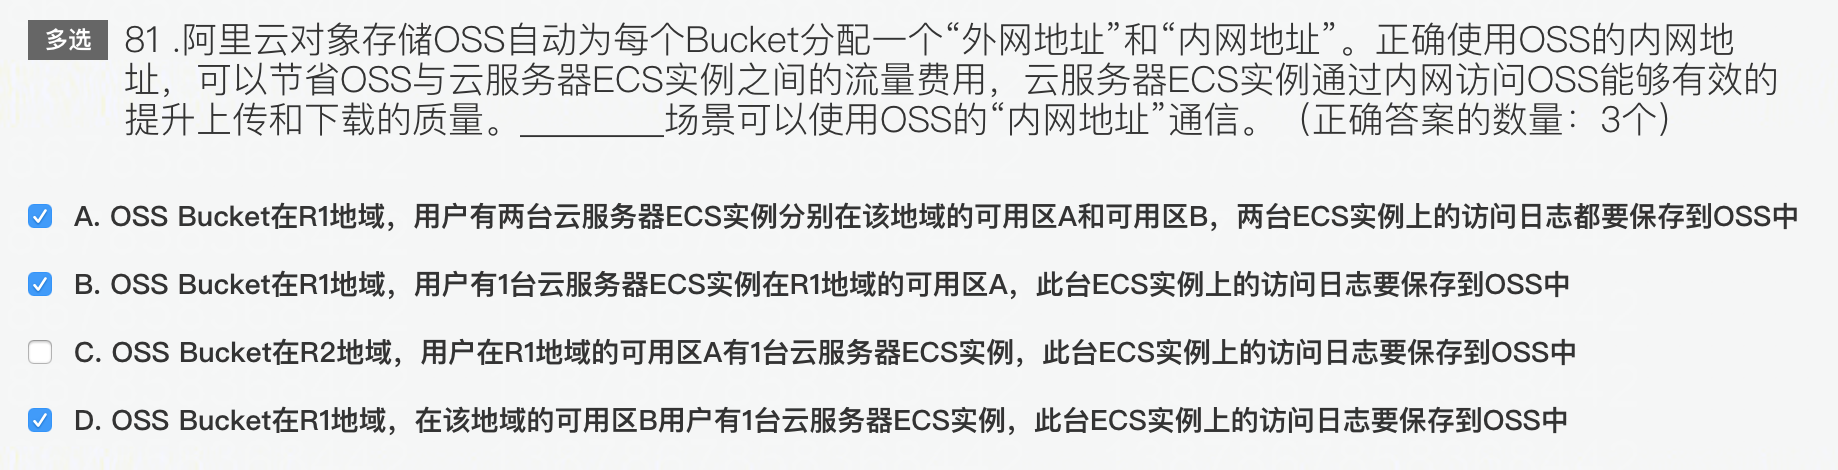 多选
81 .阿里云对象存储OSS自动为每个Bucket分配一个“外网地址”和“内网地址”。正确使用OSS的内网地
址，可以节省OSS与云服务器ECS实例之间的流量费用，云服务器ECS实例通过内网访问OSS能够有效的
提升上传和下载的质量。________场景可以使用OSS的“内网地址”通信。（正确答案的数量：3个）
A. OSS Bucket在R1地域，用户有两台云服务器ECS实例分别在该地域的可用区A和可用区B，两台ECS实例上的访问日志都要保存到OSS中
B. OSS Bucket在R1地域，用户有1台云服务器ECS实例在R1地域的可用区A，此台ECS实例上的访问日志要保存到OSS中
C. OSS Bucket在R2地域，用户在R1地域的可用区A有1台云服务器ECS实例，此台ECS实例上的访问日志要保存到OSS中
D. OSS Bucket在R1地域，在该地域的可用区B用户有1台云服务器ECS实例，此台ECS实例上的访问日志要保存到OSS中